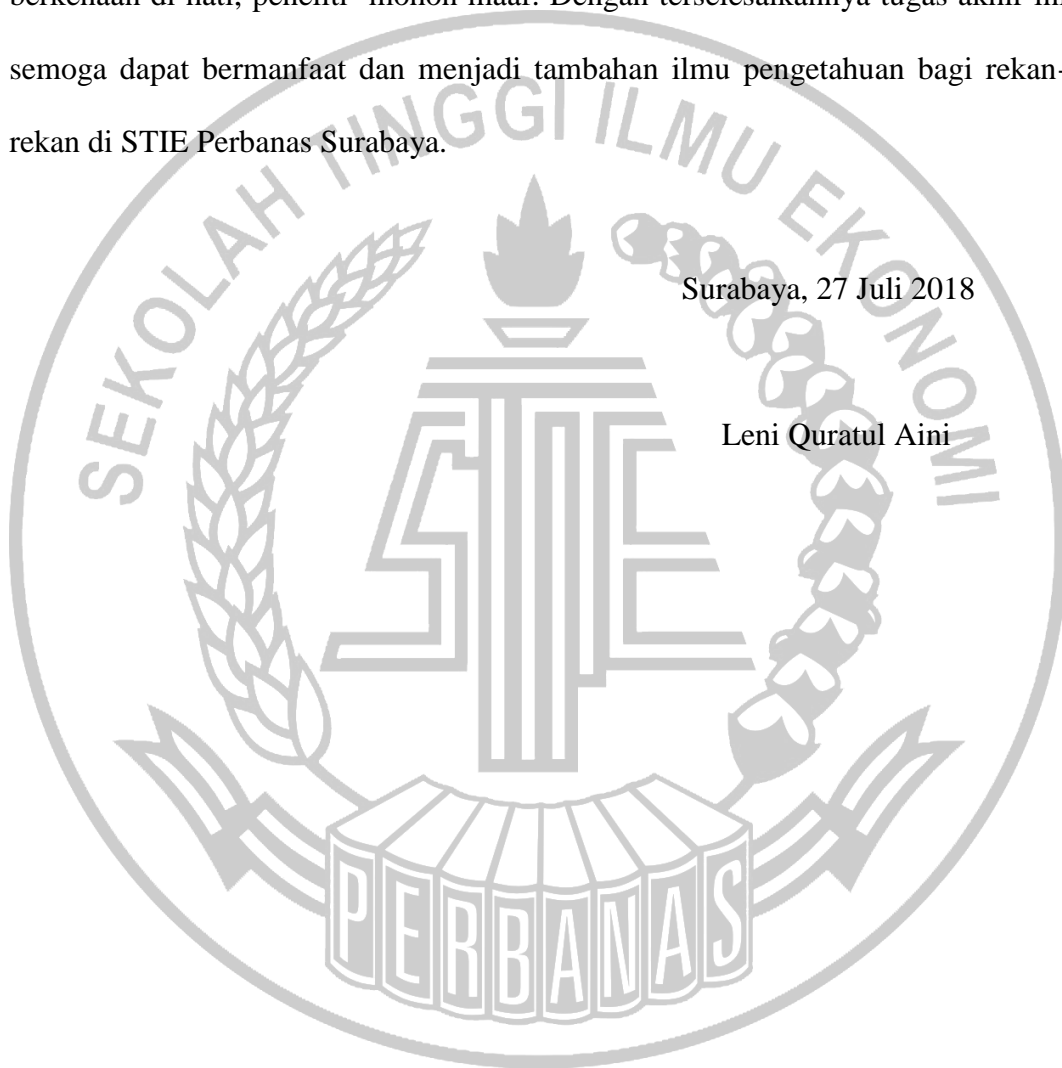 berkenaan di hati, peneliti mohon maaf. Dengan terselesaikannya tugas akhir ini
semoga dapat bermanfaat dan menjadi tambahan ilmu pengetahuan bagi rekan-
rekan di STIE Perbanas Surabaya.
SEKOLAH TINGGI ILMU EKONOMI
Surabaya, 27 Juli 2018
Leni Quratul Aini
STIE
PERBANAS